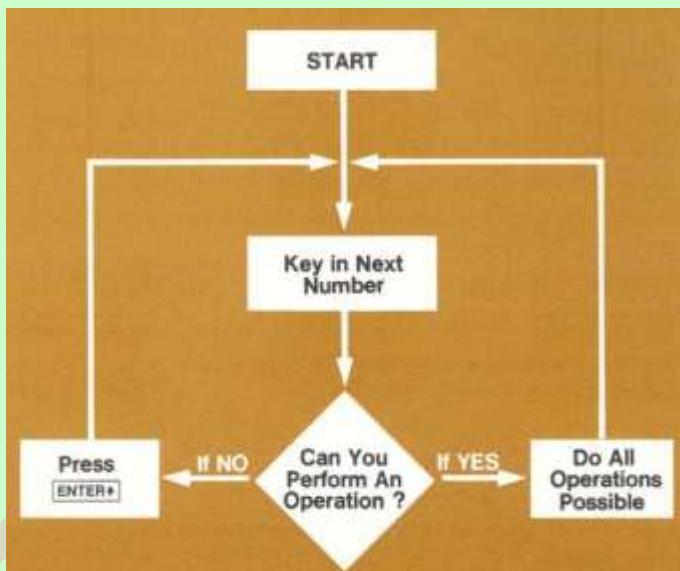 START
Key in Next
Number
Can You
Perform An
Operation ?
If NO
If YES
Press
ENTER↑
Do All
Operations
Possible